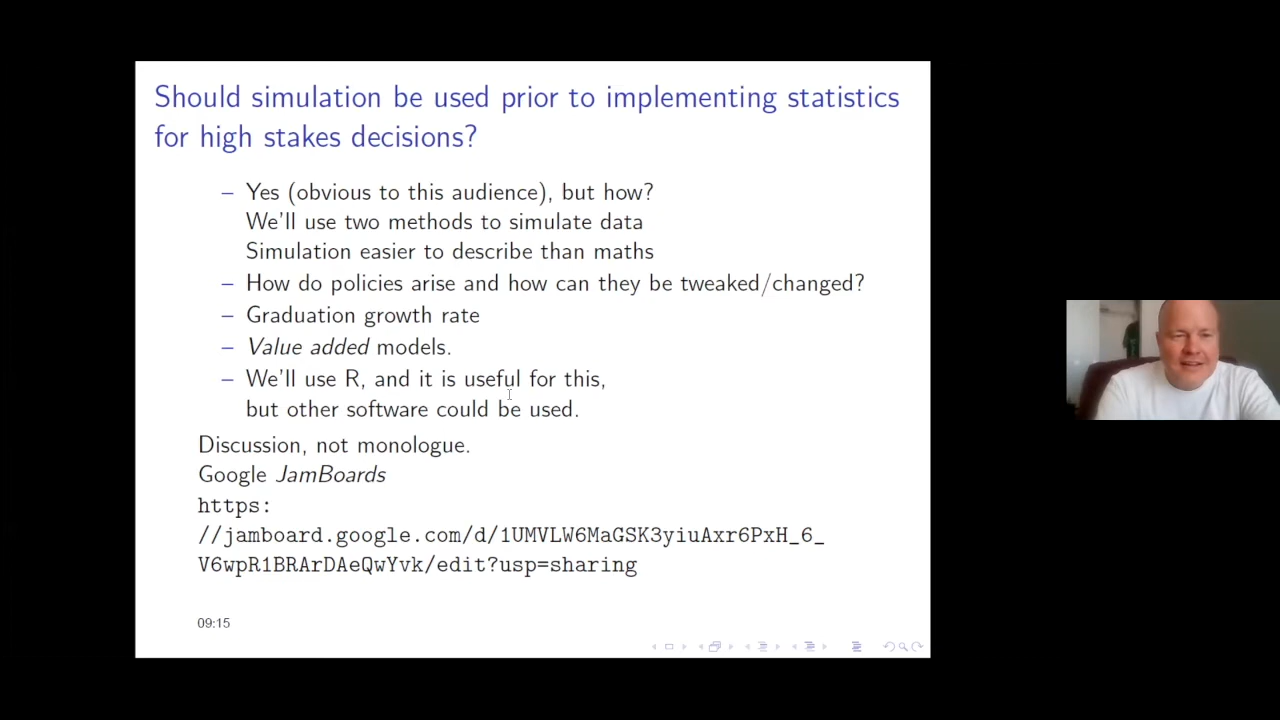 Should simulation be used prior to implementing statistics
for high stakes decisions?
– Yes (obvious to this audience), but how?
We'll use two methods to simulate data
Simulation easier to describe than maths
– How do policies arise and how can they be tweaked/changed?
– Graduation growth rate
– Value added models.
– We'll use R, and it is useful for this,
but other software could be used.
Discussion, not monologue.
Google JamBoards
https:
//jamboard.google.com/d/1UMVLW6MaGSK3yiuAxr6PxH_6_
V6wpR1BRArDAeQwYvk/edit?usp=sharing
09:15